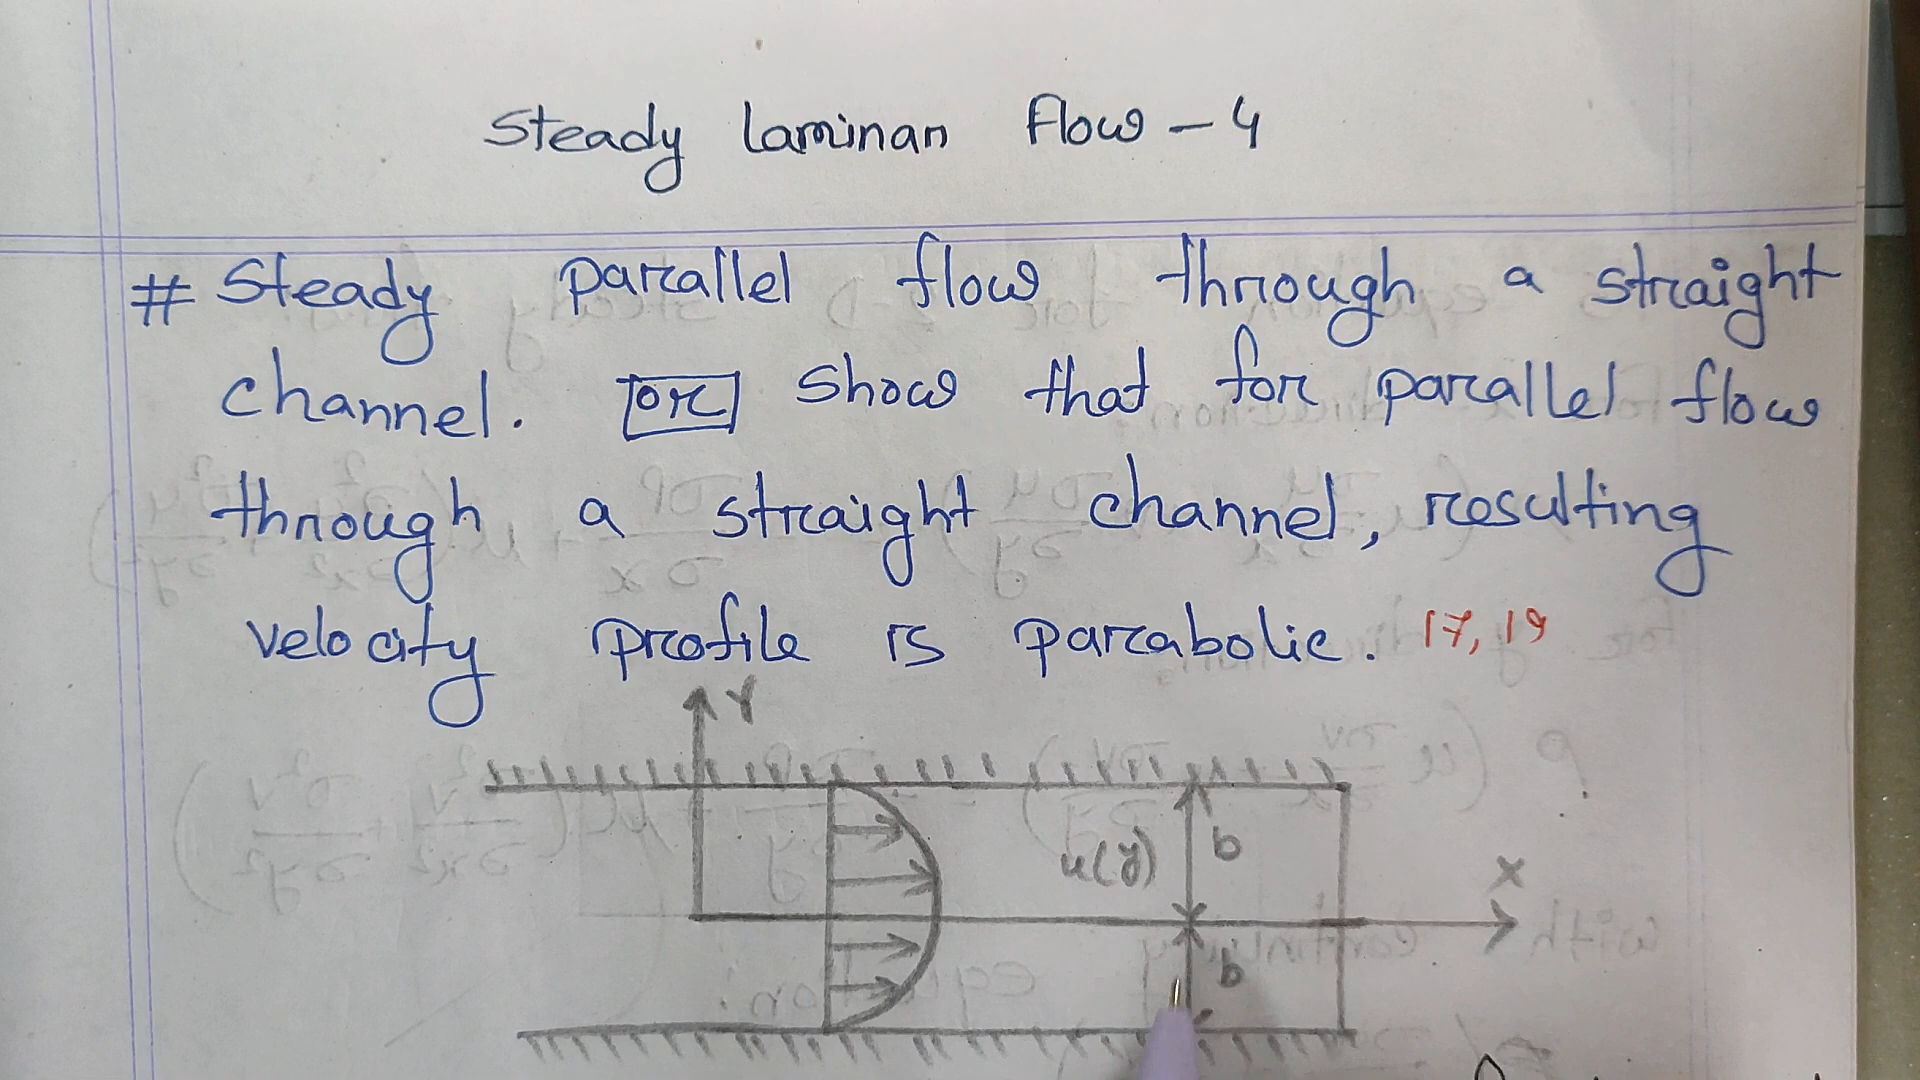 Steady laminar flow - 4
# Steady parallel flow through a straight
channel. or Show that for parallel flow
through a straight channel, resulting
velocity profile is parabolic. 17, 19
Y
u(y) b
X
b